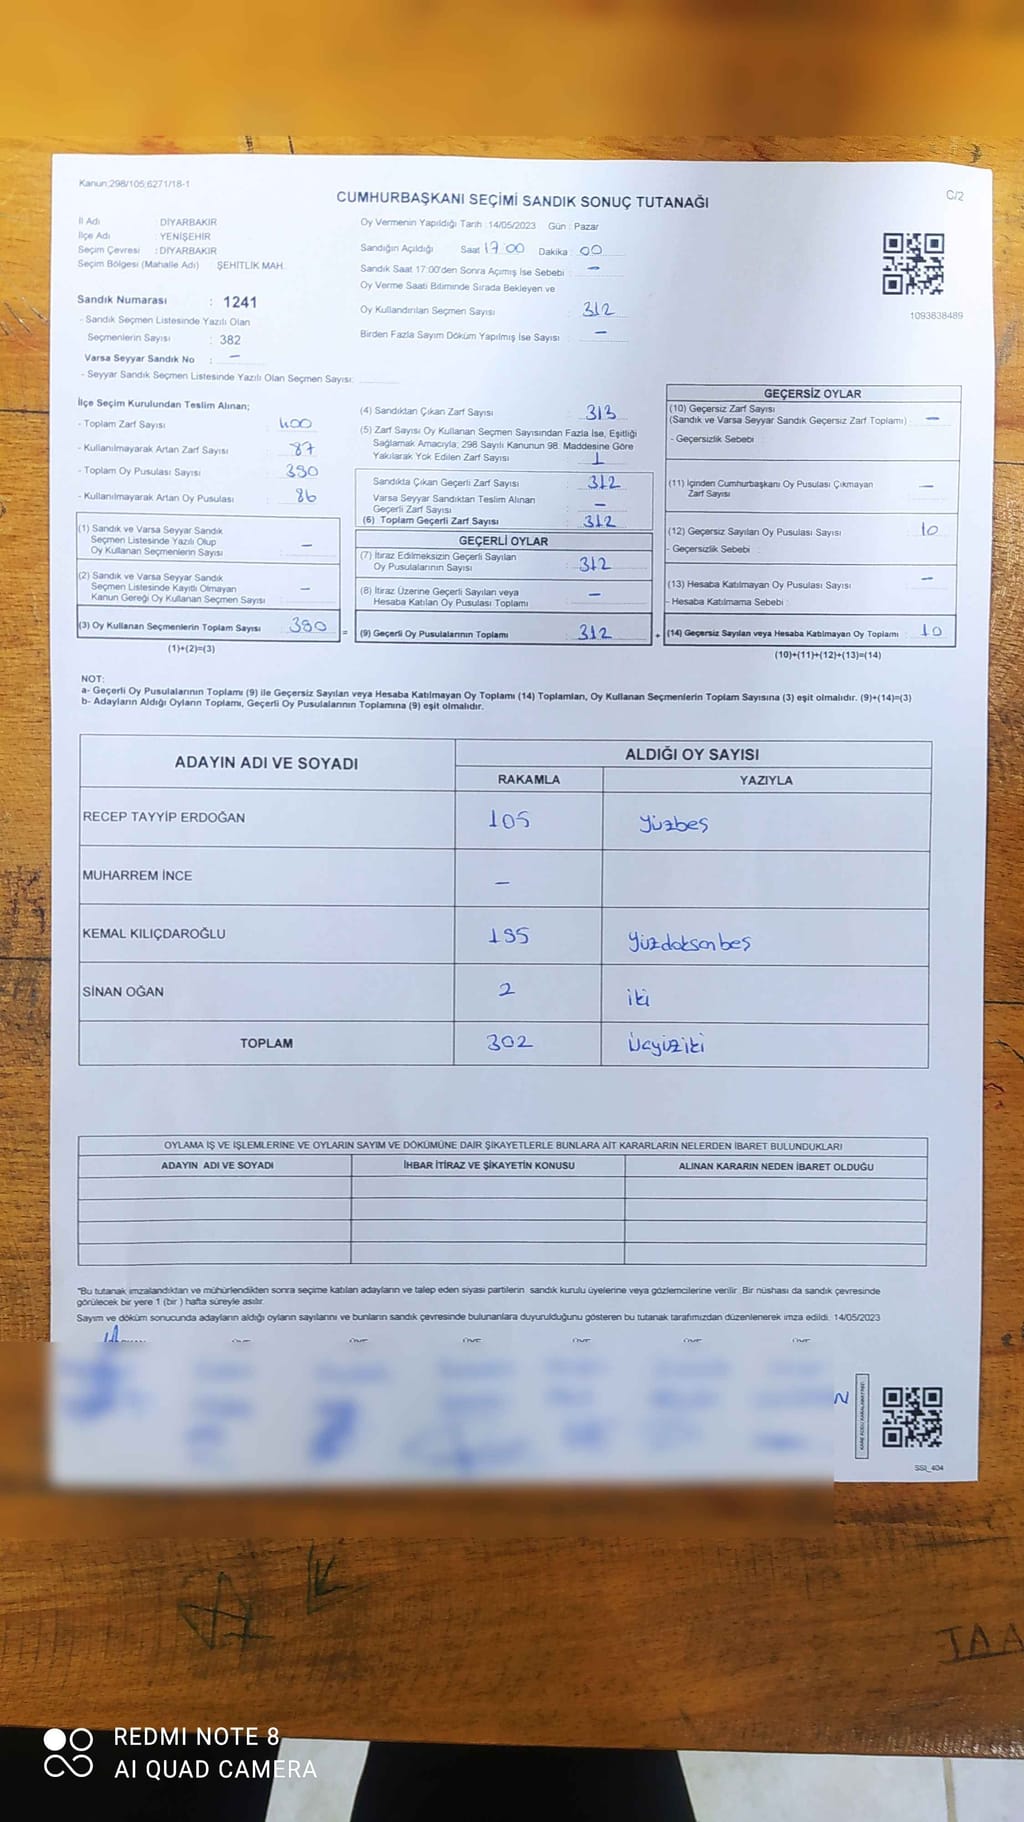 Kanun;298/105;6271/18-1
C/2
CUMHURBAŞKANI SEÇİMİ SANDIK SONUÇ TUTANAĞI
İl Adı : DİYARBAKIR
İlçe Adı : YENİŞEHİR
Seçim Çevresi : DİYARBAKIR
Seçim Bölgesi (Mahalle Adı) ŞEHİTLİK MAH.
Sandık Numarası : 1241
- Sandık Seçmen Listesinde Yazılı Olan
Seçmenlerin Sayısı : 382
Varsa Seyyar Sandık No : –
- Seyyar Sandık Seçmen Listesinde Yazılı Olan Seçmen Sayısı:
Oy Vermenin Yapıldığı Tarih : 14/05/2023 Gün : Pazar
Sandığın Açıldığı Saat 17 00 Dakika : 00
Sandık Saat 17:00'den Sonra Açımış İse Sebebi : –
Oy Verme Saati Bitiminde Sırada Bekleyen ve
Oy Kullandırılan Seçmen Sayısı : 312
Birden Fazla Sayım Döküm Yapılmış İse Sayısı : –
1093838489
İlçe Seçim Kurulundan Teslim Alınan;
- Toplam Zarf Sayısı : 400
- Kullanılmayarak Artan Zarf Sayısı : 87
- Toplam Oy Pusulası Sayısı : 390
- Kullanılmayarak Artan Oy Pusulası : 86
(1) Sandık ve Varsa Seyyar Sandık
Seçmen Listesinde Yazılı Olup
Oy Kullanan Seçmenlerin Sayısı : –
(2) Sandık ve Varsa Seyyar Sandık
Seçmen Listesinde Kayıtlı Olmayan
Kanun Gereği Oy Kullanan Seçmen Sayısı : –
(3) Oy Kullanan Seçmenlerin Toplam Sayısı : 390 =
(1)+(2)=(3)
(4) Sandıktan Çıkan Zarf Sayısı : 313
(5) Zarf Sayısı Oy Kullanan Seçmen Sayısından Fazla İse, Eşitliği
Sağlamak Amacıyla; 298 Sayılı Kanunun 98. Maddesine Göre
Yakılarak Yok Edilen Zarf Sayısı : 1
Sandıkta Çıkan Geçerli Zarf Sayısı : 312
Varsa Seyyar Sandıktan Teslim Alınan
Geçerli Zarf Sayısı : –
(6) Toplam Geçerli Zarf Sayısı : 312
GEÇERLİ OYLAR
(7) İtiraz Edilmeksizin Geçerli Sayılan
Oy Pusulalarının Sayısı : 312
(8) İtiraz Üzerine Geçerli Sayılan veya
Hesaba Katılan Oy Pusulası Toplamı : –
(9) Geçerli Oy Pusulalarının Toplamı : 312 +
GEÇERSİZ OYLAR
(10) Geçersiz Zarf Sayısı
(Sandık ve Varsa Seyyar Sandık Geçersiz Zarf Toplamı) : –
- Geçersizlik Sebebi :
(11) İçinden Cumhurbaşkanı Oy Pusulası Çıkmayan
Zarf Sayısı : –
(12) Geçersiz Sayılan Oy Pusulası Sayısı : 10
- Geçersizlik Sebebi :
(13) Hesaba Katılmayan Oy Pusulası Sayısı : –
- Hesaba Katılmama Sebebi :
(14) Geçersiz Sayılan veya Hesaba Katılmayan Oy Toplamı : 10
(10)+(11)+(12)+(13)=(14)
NOT:
a- Geçerli Oy Pusulalarının Toplamı (9) ile Geçersiz Sayılan veya Hesaba Katılmayan Oy Toplamı (14) Toplamları, Oy Kullanan Seçmenlerin Toplam Sayısına (3) eşit olmalıdır. (9)+(14)=(3)
b- Adayların Aldığı Oyların Toplamı, Geçerli Oy Pusulalarının Toplamına (9) eşit olmalıdır.
ADAYIN ADI VE SOYADI ALDIĞI OY SAYISI
RAKAMLA YAZIYLA
RECEP TAYYİP ERDOĞAN 105 yüzbeş
MUHARREM İNCE –
KEMAL KILIÇDAROĞLU 195 yüzdoksanbeş
SİNAN OĞAN 2 iki
TOPLAM 302 üçyüziki
OYLAMA İŞ VE İŞLEMLERİNE VE OYLARIN SAYIM VE DÖKÜMÜNE DAİR ŞİKAYETLERLE BUNLARA AİT KARARLARIN NELERDEN İBARET BULUNDUKLARI
ADAYIN ADI VE SOYADI İHBAR İTİRAZ VE ŞİKAYETİN KONUSU ALINAN KARARIN NEDEN İBARET OLDUĞU
*Bu tutanak imzalandıktan ve mühürlendikten sonra seçime katılan adayların ve talep eden siyasi partilerin sandık kurulu üyelerine veya gözlemcilerine verilir. Bir nüshası da sandık çevresinde
görülecek bir yere 1 (bir ) hafta süreyle asılır.
Sayım ve döküm sonucunda adayların aldığı oyların sayılarını ve bunların sandık çevresinde bulunanlara duyurulduğunu gösteren bu tutanak tarafımızdan düzenlenerek imza edildi. 14/05/2023
N
SSI_404
REDMI NOTE 8
AI QUAD CAMERA